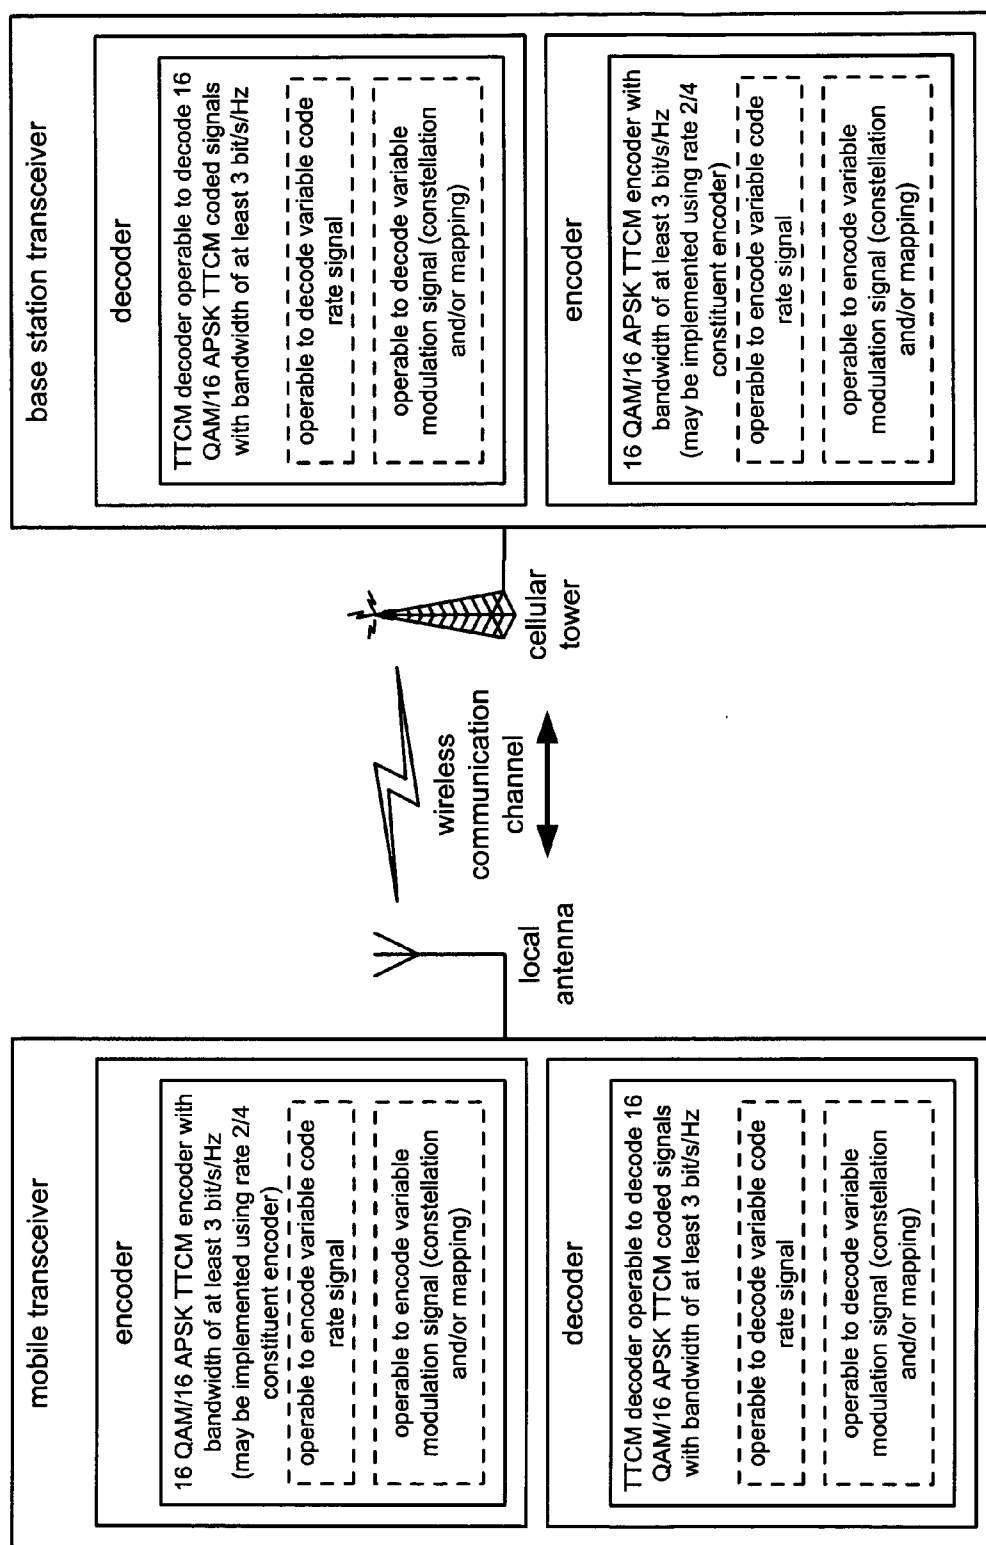 mobile transceiver
encoder
16 QAM/16 APSK TTCM encoder with
bandwidth of at least 3 bit/s/Hz
(may be implemented using rate 2/4
constituent encoder)
operable to encode variable code
rate signal
operable to encode variable
modulation signal (constellation
and/or mapping)
decoder
TTCM decoder operable to decode 16
QAM/16 APSK TTCM coded signals
with bandwidth of at least 3 bit/s/Hz
operable to decode variable code
rate signal
operable to decode variable
modulation signal (constellation
and/or mapping)
local
antenna
wireless
communication
channel
cellular
tower
base station transceiver
decoder
TTCM decoder operable to decode 16
QAM/16 APSK TTCM coded signals
with bandwidth of at least 3 bit/s/Hz
operable to decode variable code
rate signal
operable to decode variable
modulation signal (constellation
and/or mapping)
encoder
16 QAM/16 APSK TTCM encoder with
bandwidth of at least 3 bit/s/Hz
(may be implemented using rate 2/4
constituent encoder)
operable to encode variable code
rate signal
operable to encode variable
modulation signal (constellation
and/or mapping)